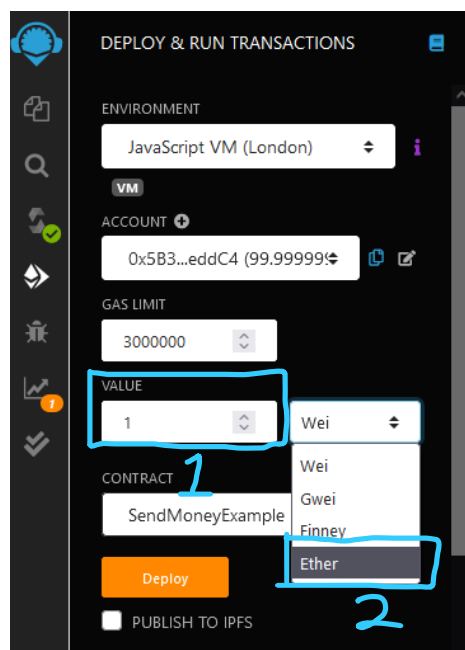 DEPLOY & RUN TRANSACTIONS
ENVIRONMENT
JavaScript VM (London)
VM
ACCOUNT
0x5B3...eddC4 (99.99999
GAS LIMIT
3000000
VALUE
1
Wei
Wei
Gwei
Finney
Ether
1
CONTRACT
SendMoneyExample
Deploy
2
PUBLISH TO IPFS
1